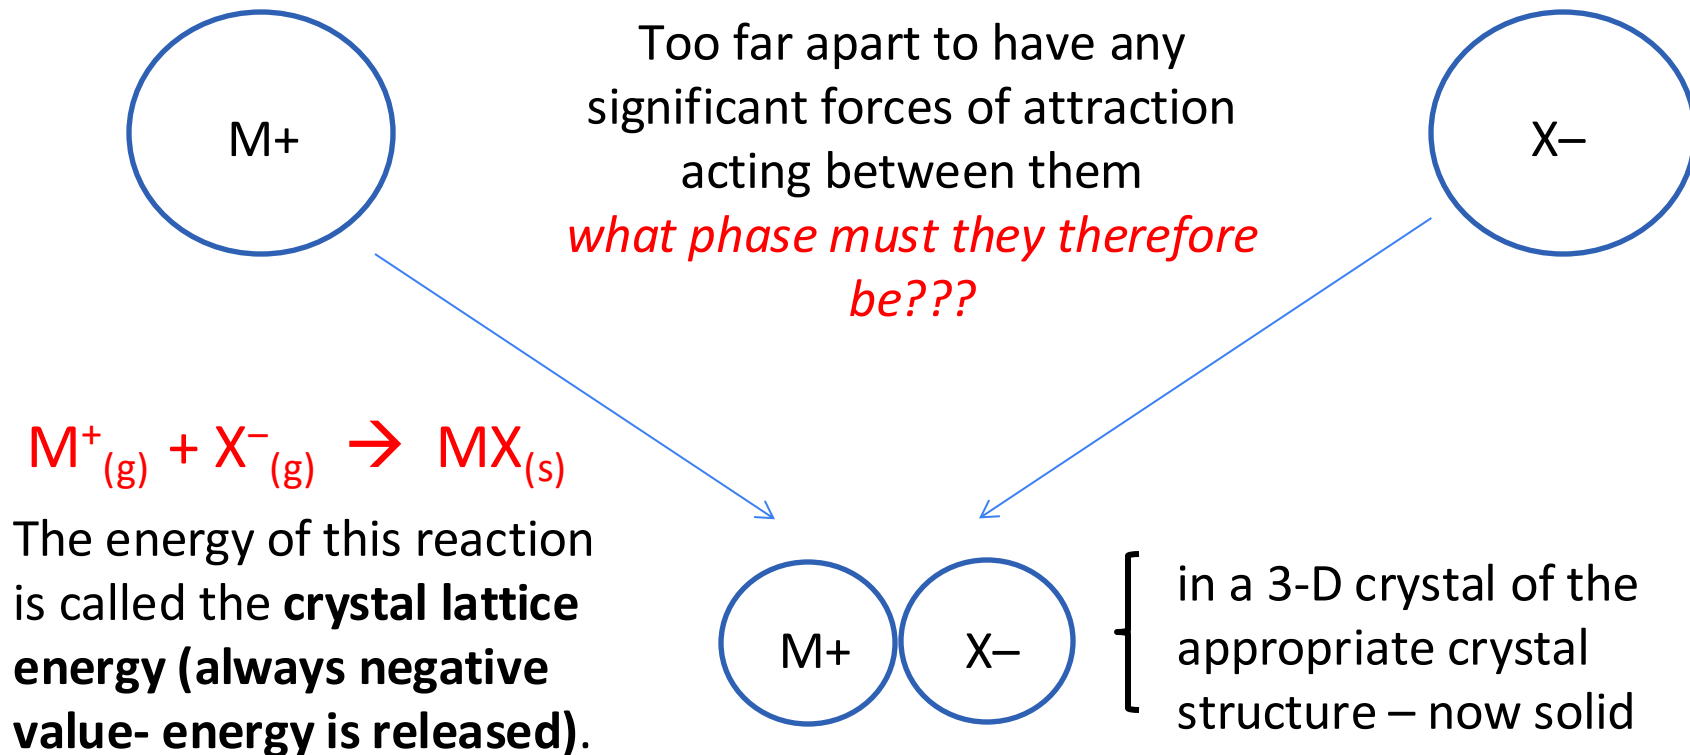 M+
Too far apart to have any
significant forces of attraction
acting between them
what phase must they therefore
be???
X–
M⁺(g) + X⁻(g) → MX(s)
The energy of this reaction
is called the crystal lattice
energy (always negative
value- energy is released).
M+
X–
in a 3-D crystal of the
appropriate crystal
structure – now solid